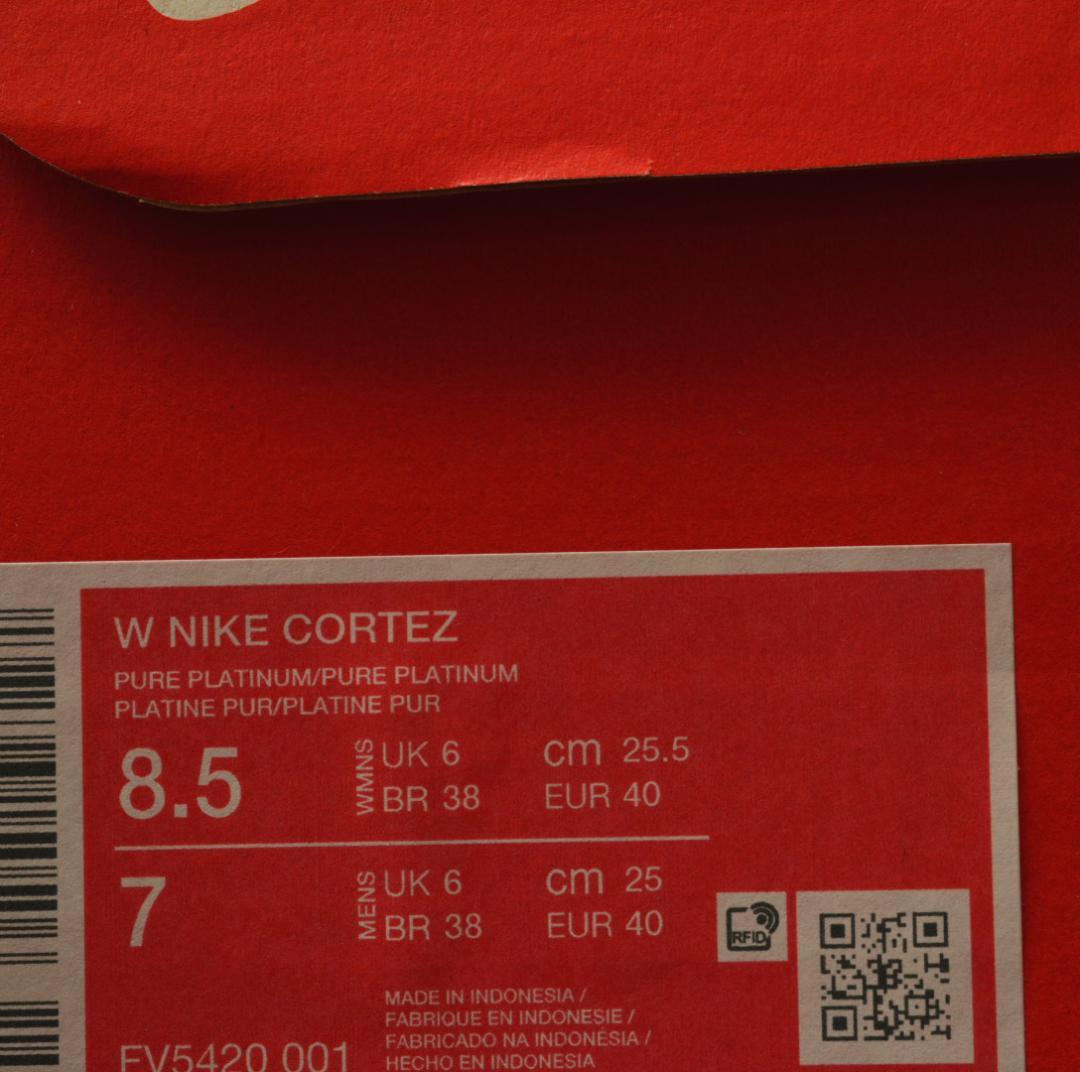 W NIKE CORTEZ
PURE PLATINUM/PURE PLATINUM
PLATINE PUR/PLATINE PUR
8.5 WMNS UK 6 cm 25.5
BR 38 EUR 40
7 MENS UK 6 cm 25
BR 38 EUR 40
RFID
MADE IN INDONESIA /
FABRIQUE EN INDONESIE /
FABRICADO NA INDONÉSIA /
HECHO EN INDONESIA
FV5420 001